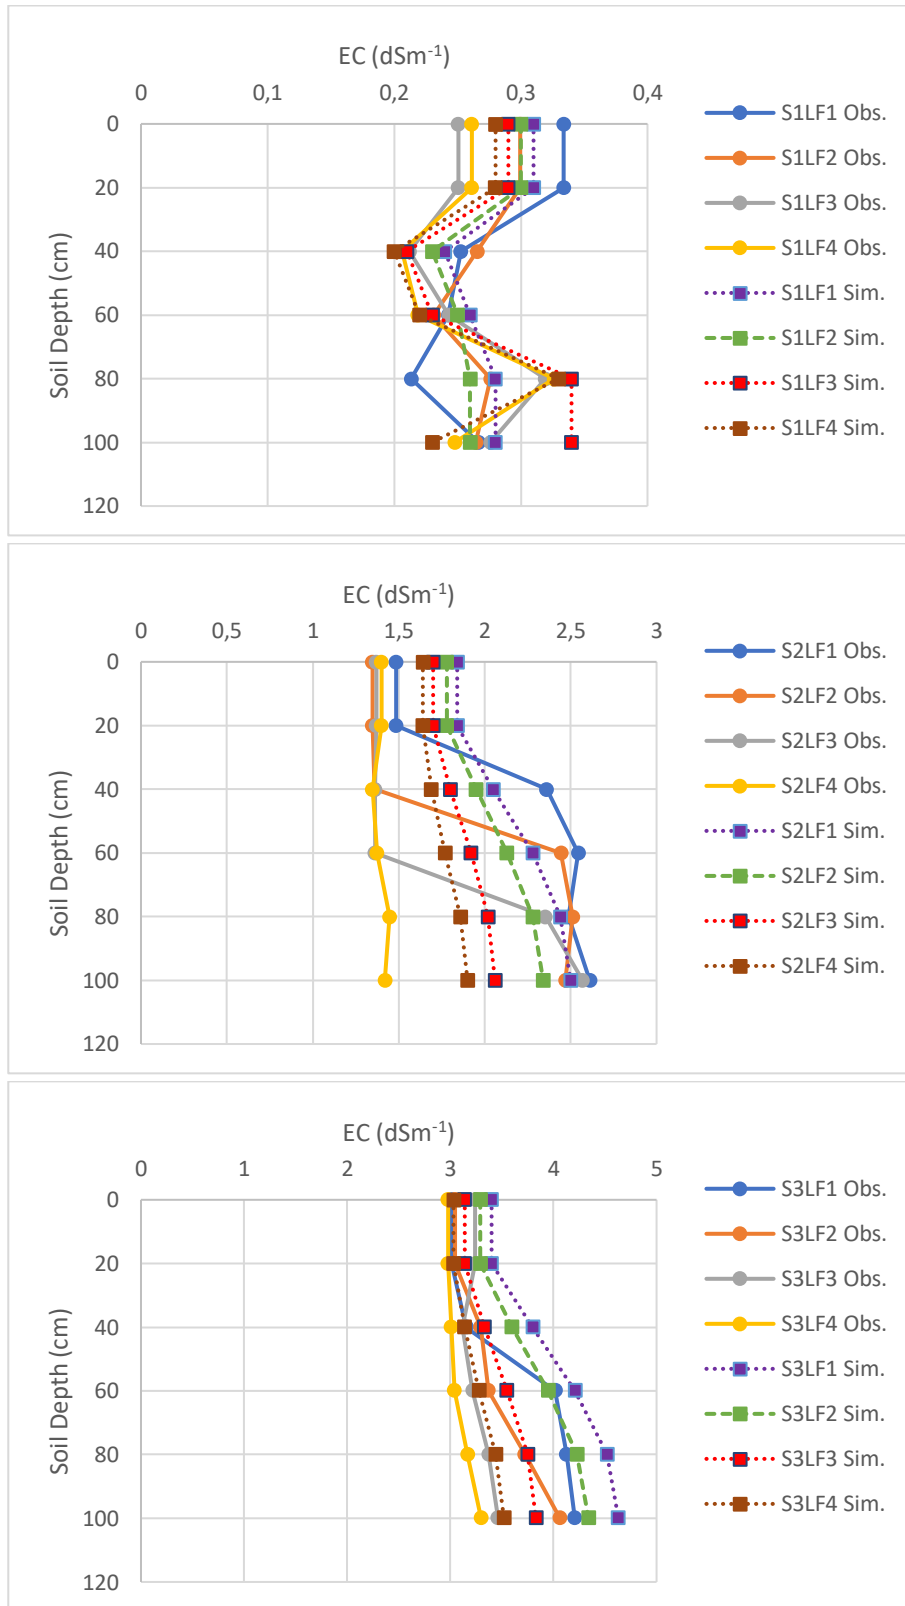 EC (dSm-1)
0 0,1 0,2 0,3 0,4
0
20
40
60
80
100
120
Soil Depth (cm)
S1LF1 Obs.
S1LF2 Obs.
S1LF3 Obs.
S1LF4 Obs.
S1LF1 Sim.
S1LF2 Sim.
S1LF3 Sim.
S1LF4 Sim.
EC (dSm-1)
0 0,5 1 1,5 2 2,5 3
0
20
40
60
80
100
120
Soil Depth (cm)
S2LF1 Obs.
S2LF2 Obs.
S2LF3 Obs.
S2LF4 Obs.
S2LF1 Sim.
S2LF2 Sim.
S2LF3 Sim.
S2LF4 Sim.
EC (dSm-1)
0 1 2 3 4 5
0
20
40
60
80
100
120
Soil Depth (cm)
S3LF1 Obs.
S3LF2 Obs.
S3LF3 Obs.
S3LF4 Obs.
S3LF1 Sim.
S3LF2 Sim.
S3LF3 Sim.
S3LF4 Sim.